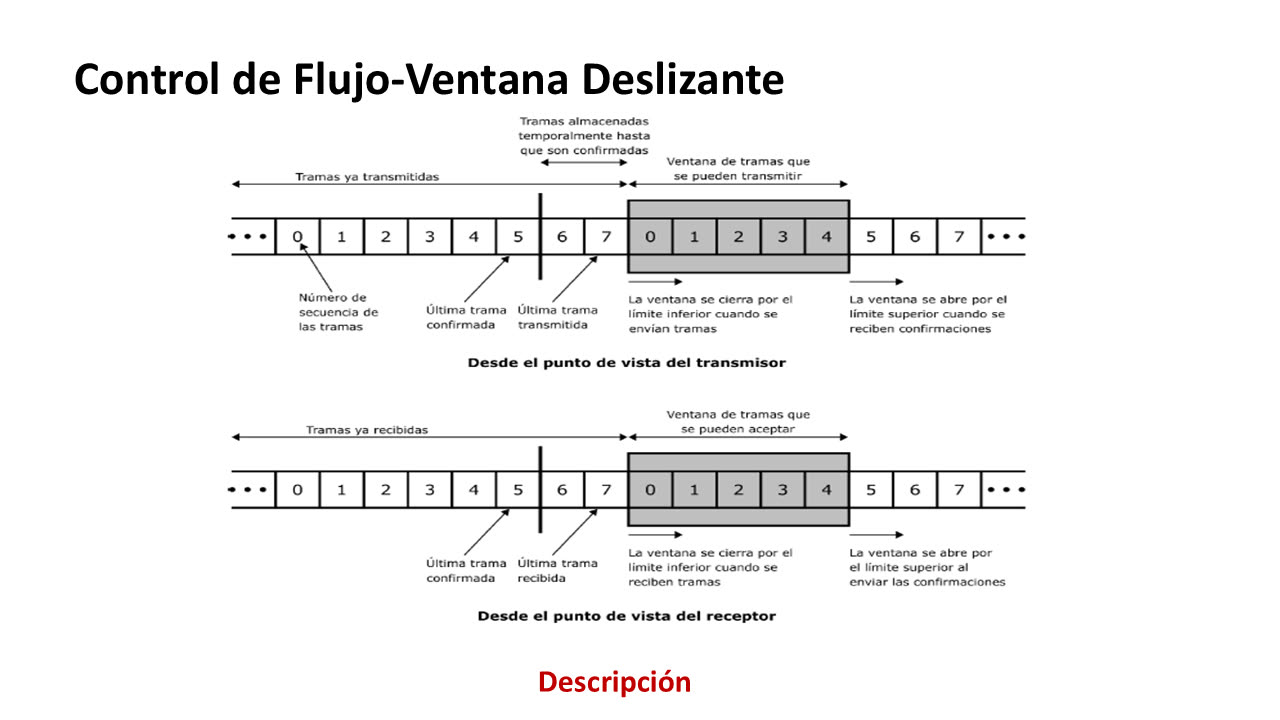 Control de Flujo-Ventana Deslizante
Tramas almacenadas
temporalmente hasta
que son confirmadas
Ventana de tramas que
se pueden transmitir
Tramas ya transmitidas
••• 0 1 2 3 4 5 6 7 0 1 2 3 4 5 6 7 •••
Número de
secuencia de
las tramas
Última trama
confirmada
Última trama
transmitida
La ventana se cierra por el
límite inferior cuando se
envían tramas
La ventana se abre por el
límite superior cuando se
reciben confirmaciones
Desde el punto de vista del transmisor
Ventana de tramas que
se pueden aceptar
Tramas ya recibidas
••• 0 1 2 3 4 5 6 7 0 1 2 3 4 5 6 7 •••
Última trama
confirmada
Última trama
recibida
La ventana se cierra por el
límite inferior cuando se
reciben tramas
La ventana se abre por
el límite superior al
enviar las confirmaciones
Desde el punto de vista del receptor
Descripción